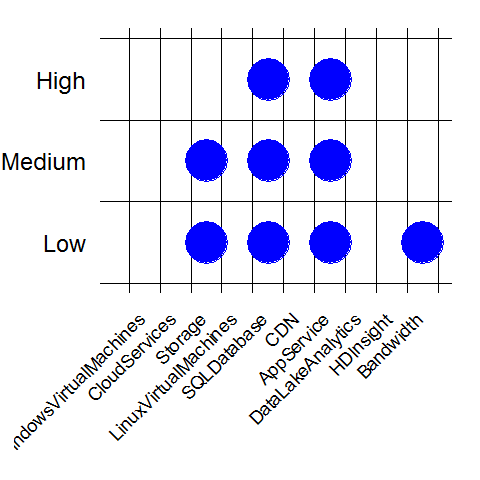 High
Medium
Low
ndowsVirtualMachines
CloudServices
Storage
LinuxVirtualMachines
SQLDatabase
CDN
AppService
DataLakeAnalytics
HDInsight
Bandwidth